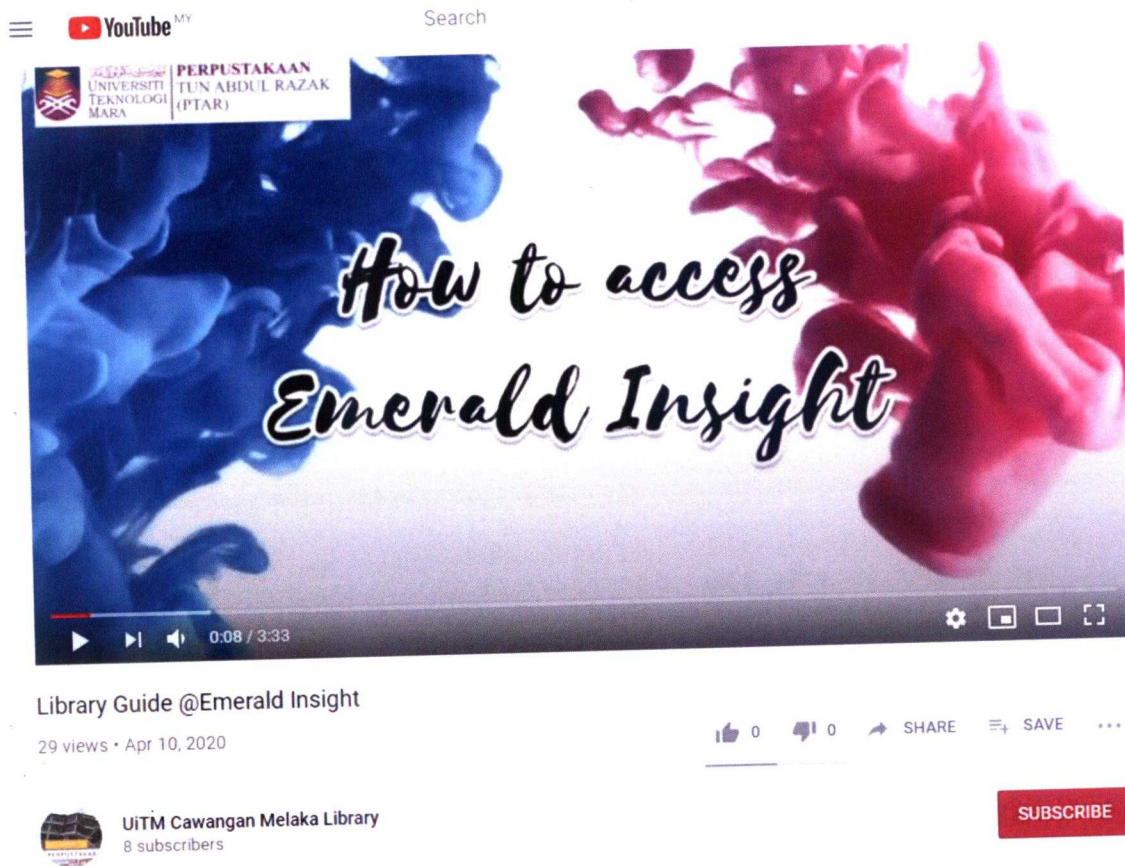 YouTube MY
Search
UNIVERSITI
TEKNOLOGI
MARA
PERPUSTAKAAN
TUN ABDUL RAZAK
(PTAR)
How to access
Emerald Insight
0:08 / 3:33
Library Guide @Emerald Insight
29 views • Apr 10, 2020
0
0
SHARE
SAVE
UiTM Cawangan Melaka Library
8 subscribers
SUBSCRIBE